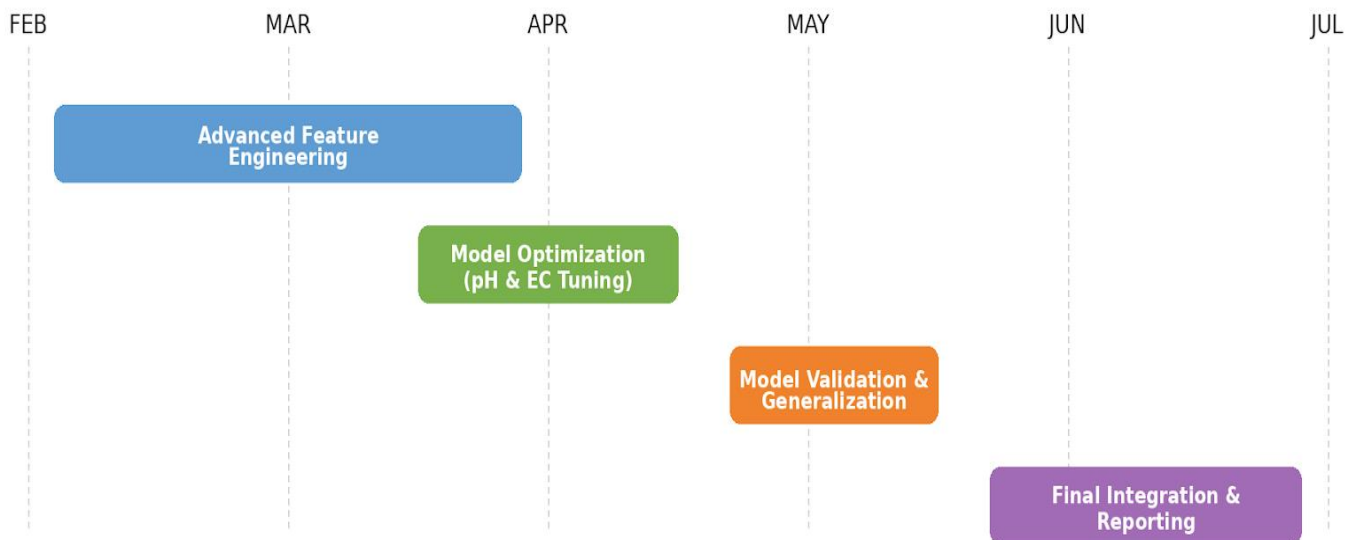 FEB MAR APR MAY JUN JUL
Advanced Feature
Engineering
Model Optimization
(pH & EC Tuning)
Model Validation &
Generalization
Final Integration &
Reporting